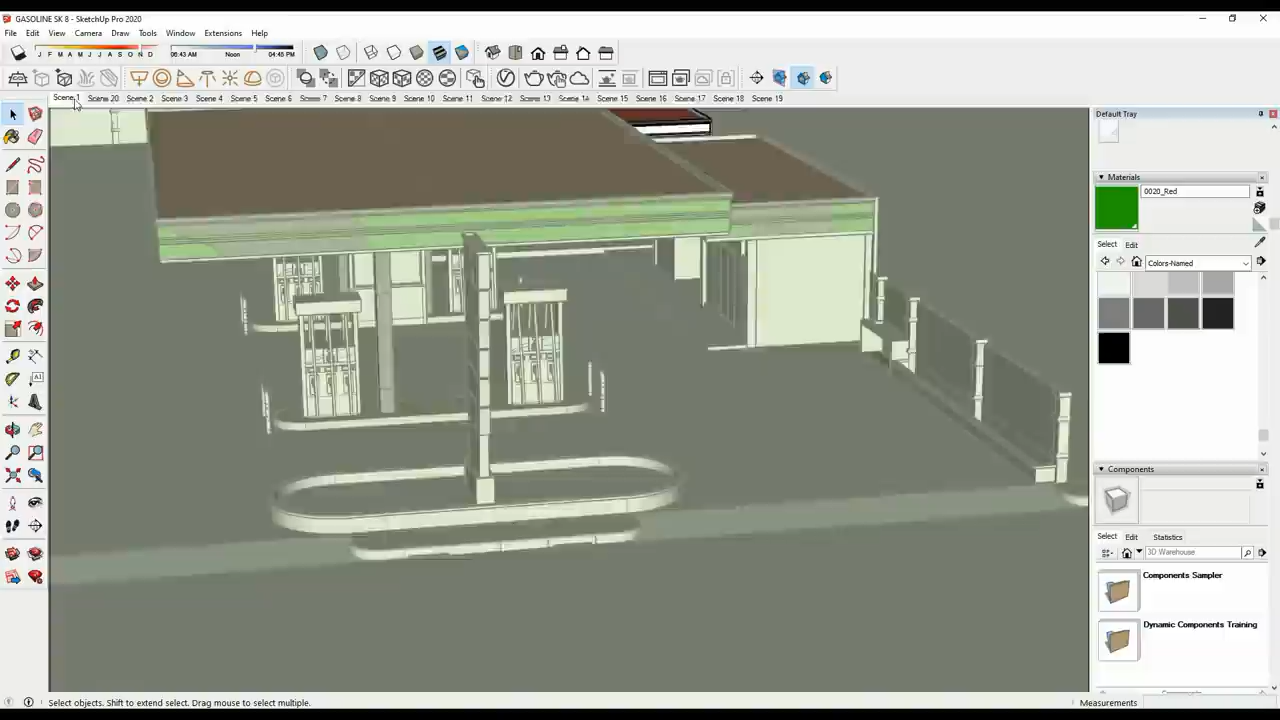 GASOLINE SK 8 - SketchUp Pro 2020
File Edit View Camera Draw Tools Window Extensions Help
J F M A M J J A S O N D 06:43 AM Noon 04:45 PM
Scene 1 Scene 20 Scene 2 Scene 3 Scene 4 Scene 5 Scene 6 Scene 7 Scene 8 Scene 9 Scene 10 Scene 11 Scene 12 Scene 13 Scene 14 Scene 15 Scene 16 Scene 17 Scene 18 Scene 19
Default Tray
Materials
0020_Red
Select Edit
Colors-Named
Components
Select Edit Statistics
3D Warehouse
Components Sampler
Dynamic Components Training
Select objects. Shift to extend select. Drag mouse to select multiple.
Measurements